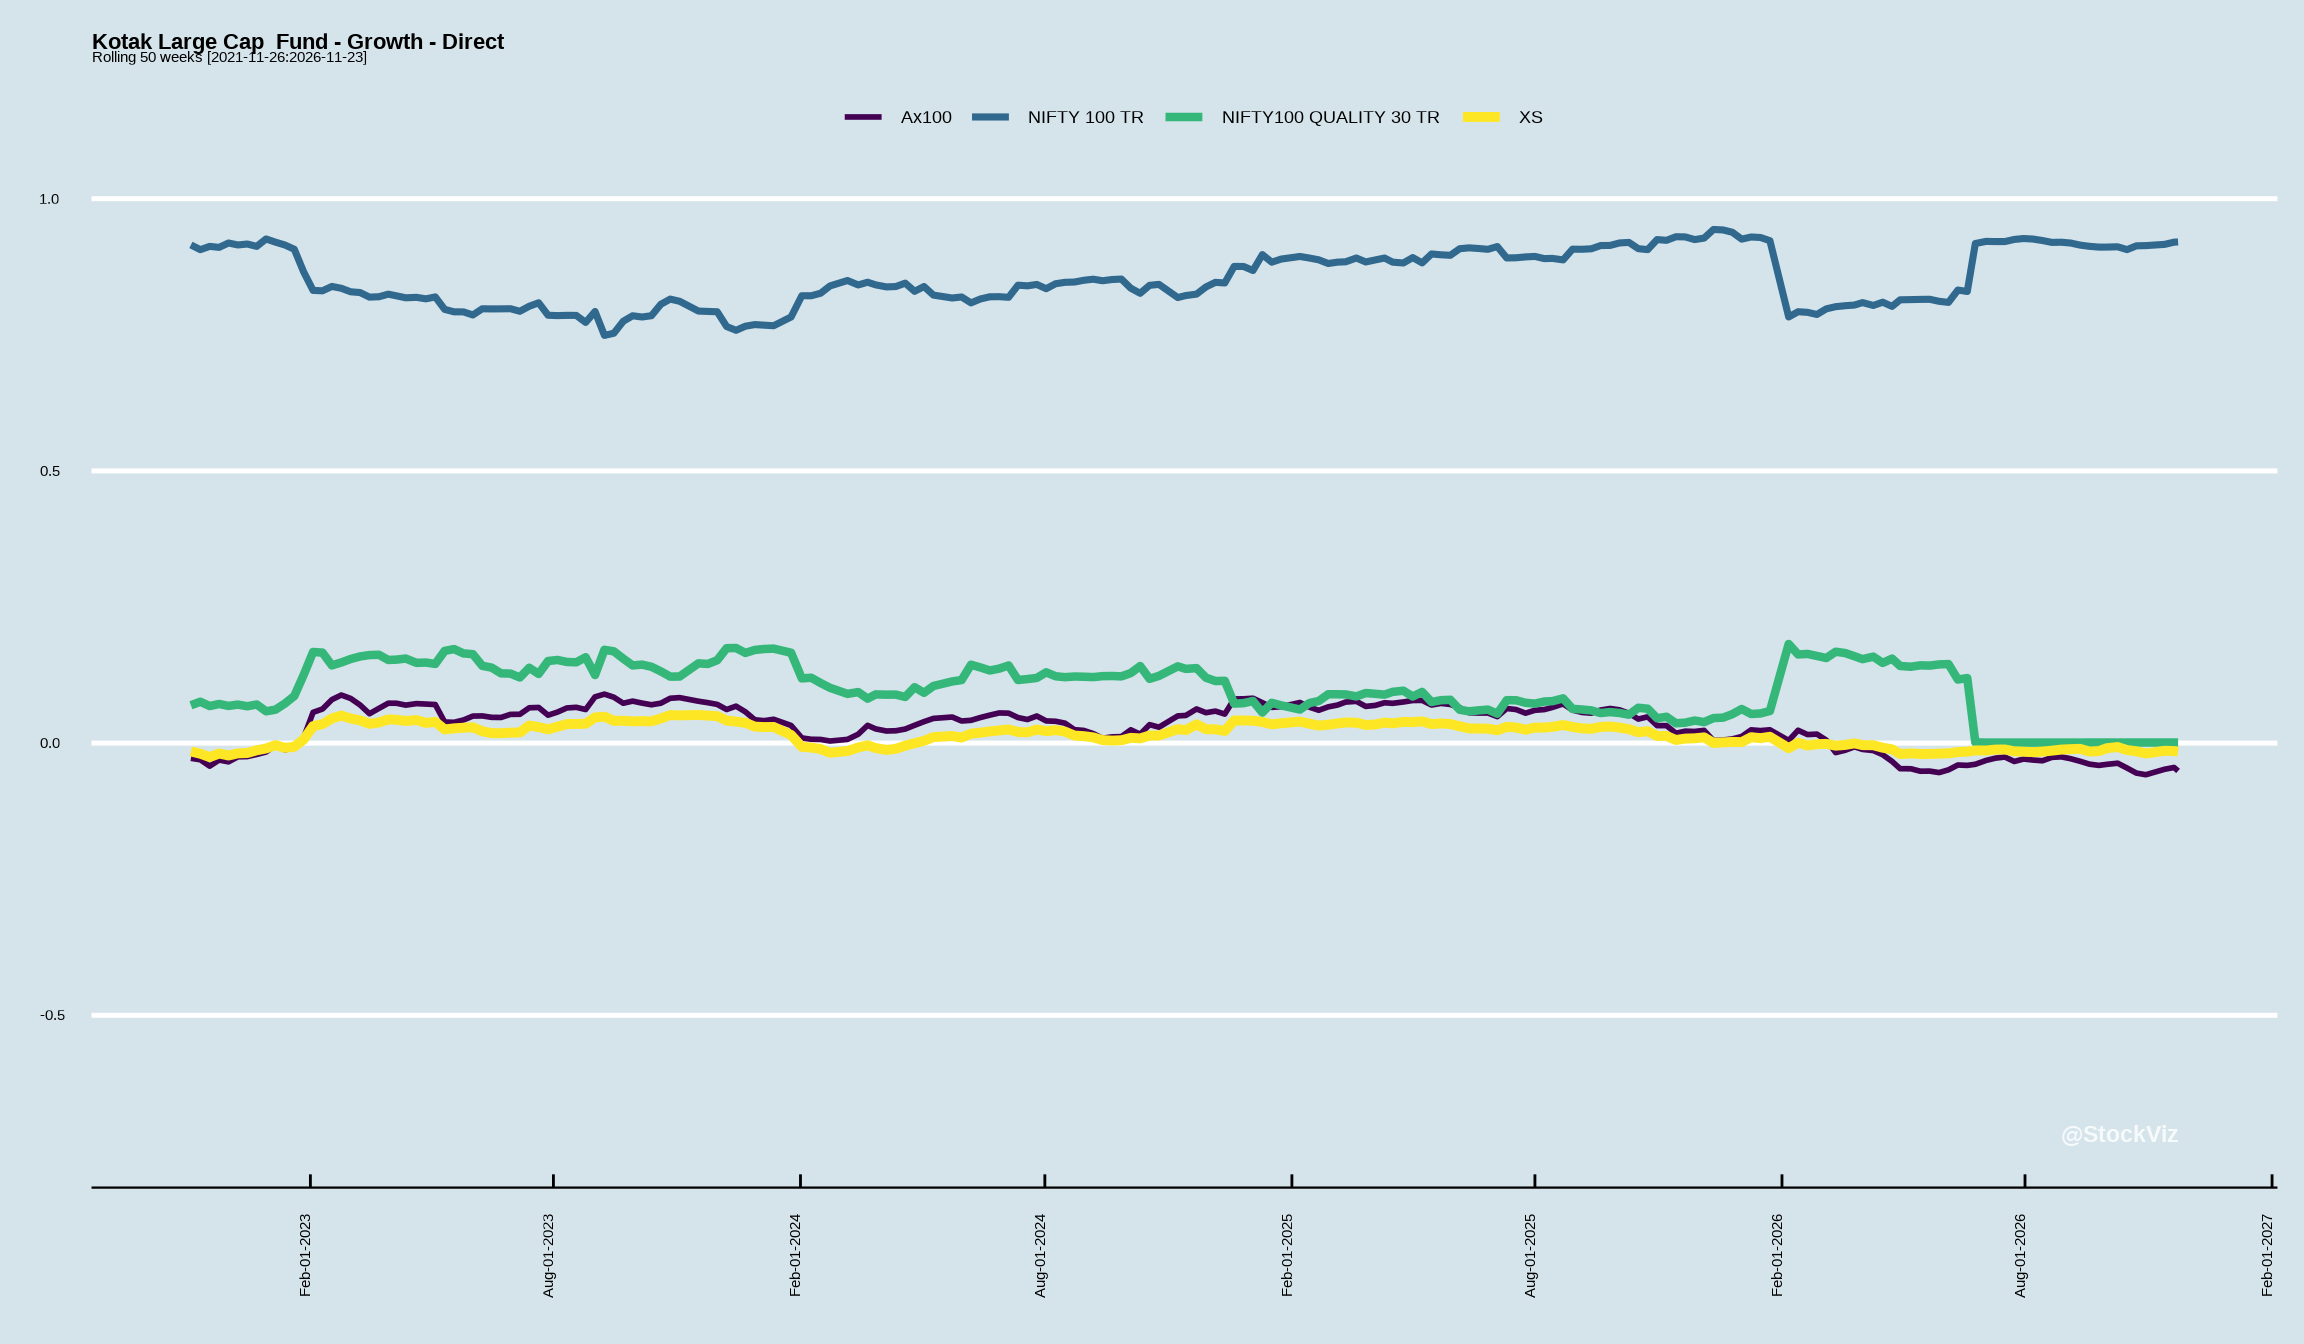 Kotak Large Cap  Fund - Growth - Direct
Rolling 50 weeks [2021-11-26:2026-11-23]
Ax100 NIFTY 100 TR NIFTY100 QUALITY 30 TR XS
1.0
0.5
0.0
-0.5
@StockViz
Feb-01-2023
Aug-01-2023
Feb-01-2024
Aug-01-2024
Feb-01-2025
Aug-01-2025
Feb-01-2026
Aug-01-2026
Feb-01-2027